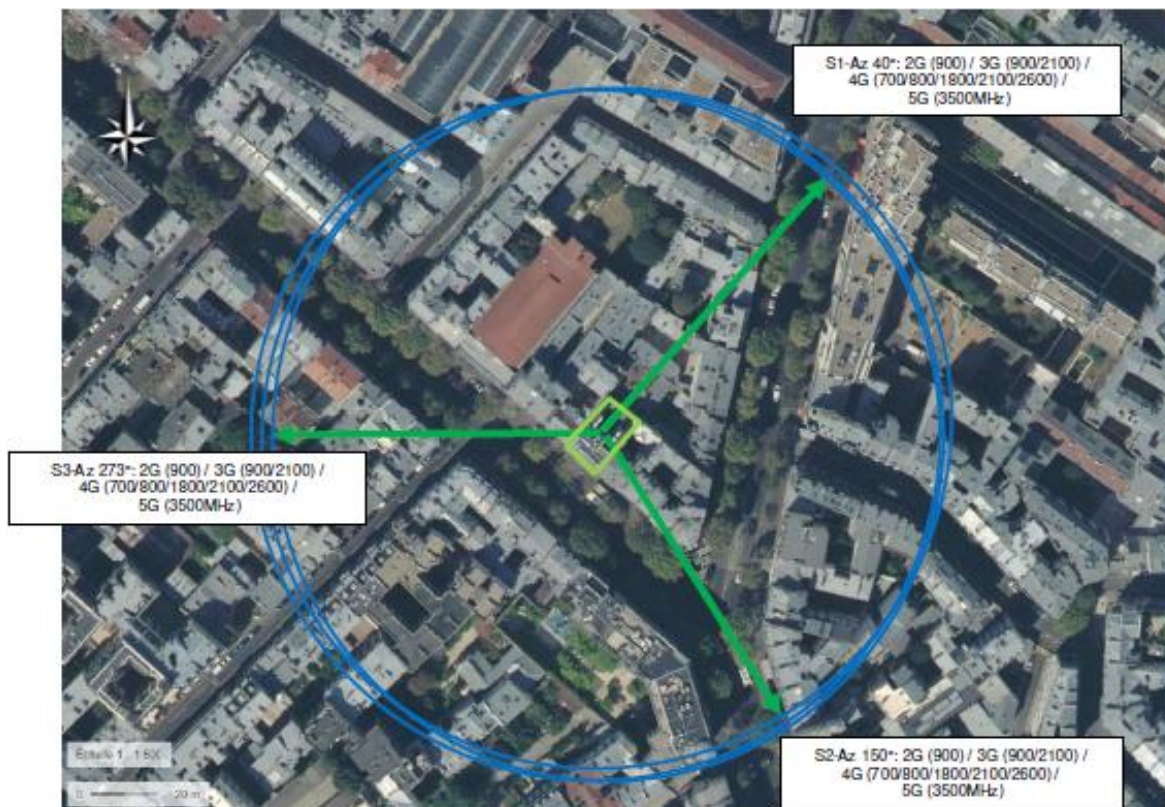 S1-Az 40°: 2G (900) / 3G (900/2100) /
4G (700/800/1800/2100/2600) /
5G (3500MHz)
S3-Az 273°: 2G (900) / 3G (900/2100) /
4G (700/800/1800/2100/2600) /
5G (3500MHz)
S2-Az 150°: 2G (900) / 3G (900/2100) /
4G (700/800/1800/2100/2600) /
5G (3500MHz)
0 20 m